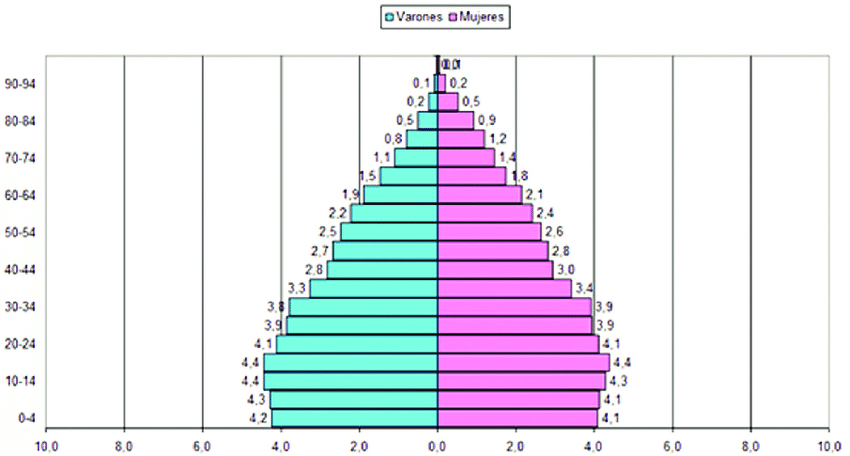 Varones Mujeres
90-94 0,1 0,2
0,2 0,5
80-84 0,5 0,9
0,8 1,2
70-74 1,1 1,4
1,5 1,8
60-64 1,9 2,1
2,2 2,4
50-54 2,5 2,6
2,7 2,8
40-44 2,8 3,0
3,3 3,4
30-34 3,8 3,9
3,9 3,9
20-24 4,1 4,1
4,4 4,4
10-14 4,4 4,3
4,3 4,1
0-4 4,2 4,1
10,0 8,0 6,0 4,0 2,0 0,0 2,0 4,0 6,0 8,0 10,0